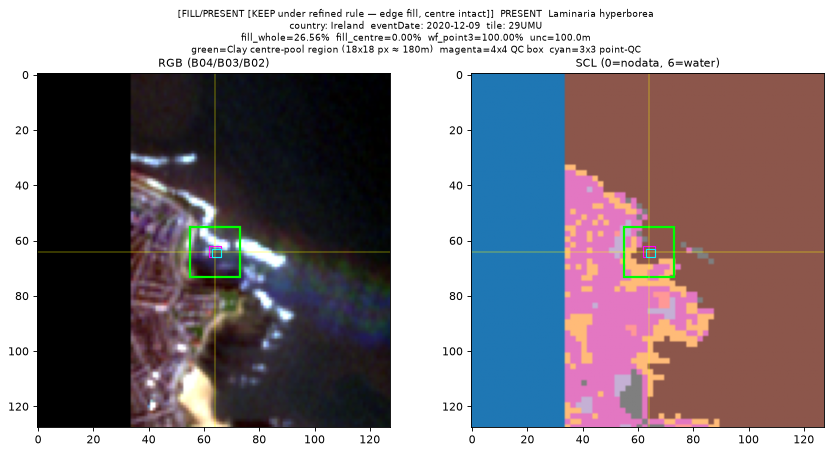 [FILL/PRESENT [KEEP under refined rule — edge fill, centre intact]]  PRESENT  Laminaria hyperborea
country: Ireland  eventDate: 2020-12-09  tile: 29UMU
fill_whole=26.56%  fill_centre=0.00%  wf_point3=100.00%  unc=100.0m
green=Clay centre-pool region (18x18 px ≈ 180m)  magenta=4x4 QC box  cyan=3x3 point-QC
RGB (B04/B03/B02)
0
20
40
60
80
100
120
0 20 40 60 80 100 120
SCL (0=nodata, 6=water)
0
20
40
60
80
100
120
0 20 40 60 80 100 120